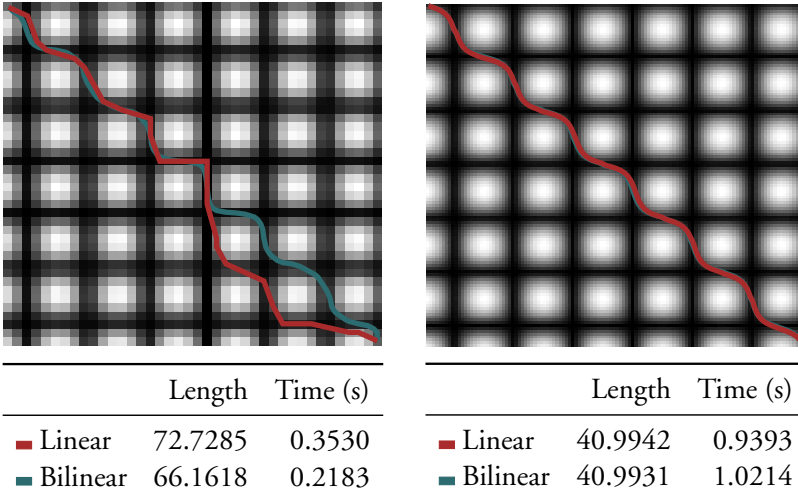 Length Time (s)
Linear 72.7285 0.3530
Bilinear 66.1618 0.2183
Length Time (s)
Linear 40.9942 0.9393
Bilinear 40.9931 1.0214